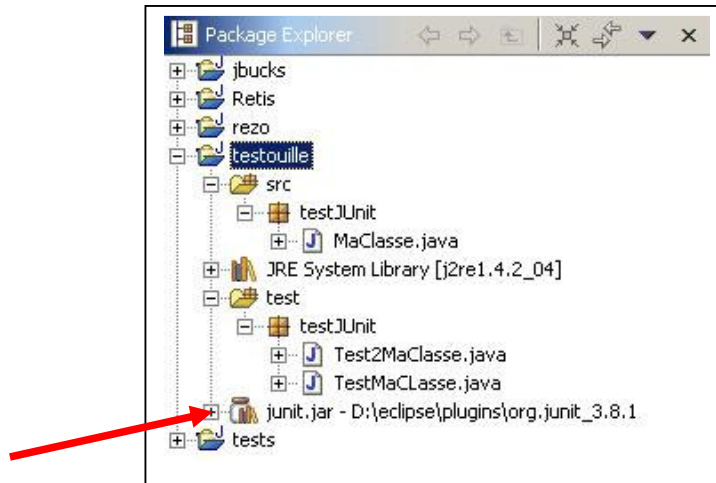 Package Explorer
jbucks
Retis
rezo
testouille
src
testJUnit
MaClasse.java
JRE System Library [j2re1.4.2_04]
test
testJUnit
Test2MaClasse.java
TestMaCLasse.java
junit.jar - D:\eclipse\plugins\org.junit_3.8.1
tests